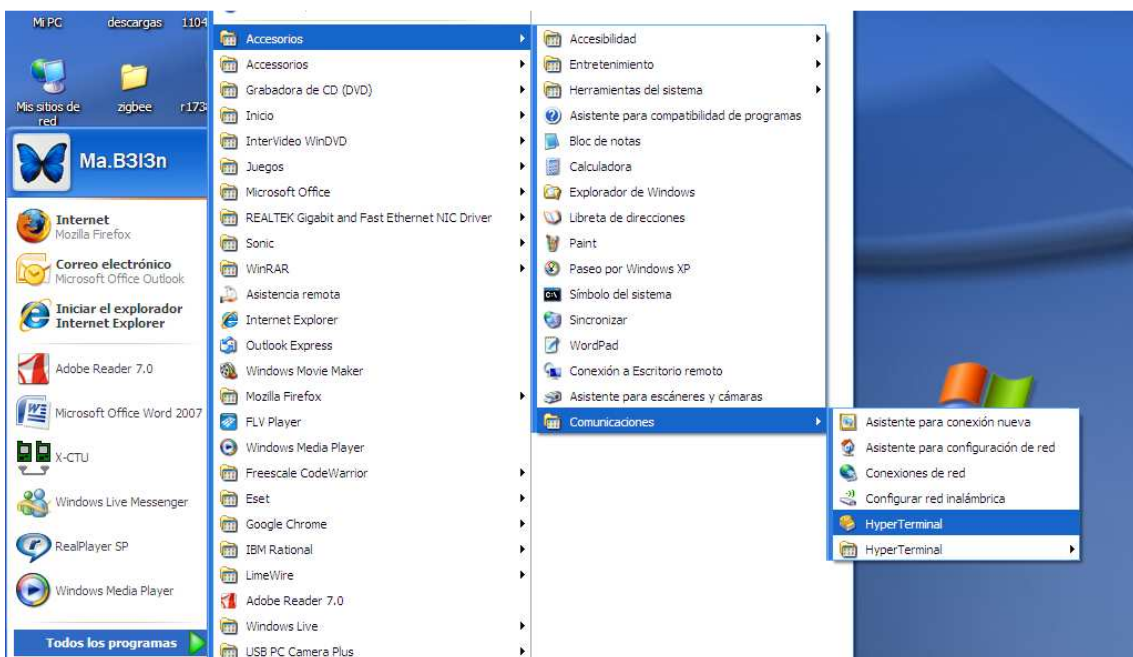 Mi PC
descargas
1104
Mis sitios de
red
zigbee
r173
Ma.B3l3n
Internet
Mozilla Firefox
Correo electrónico
Microsoft Office Outlook
Iniciar el explorador
Internet Explorer
Adobe Reader 7.0
Microsoft Office Word 2007
X-CTU
Windows Live Messenger
RealPlayer SP
Windows Media Player
Todos los programas
Accesorios
Accessorios
Grabadora de CD (DVD)
Inicio
InterVideo WinDVD
Juegos
Microsoft Office
REALTEK Gigabit and Fast Ethernet NIC Driver
Sonic
WinRAR
Asistencia remota
Internet Explorer
Outlook Express
Windows Movie Maker
Mozilla Firefox
FLV Player
Windows Media Player
Freescale CodeWarrior
Eset
Google Chrome
IBM Rational
LimeWire
Adobe Reader 7.0
Windows Live
USB PC Camera Plus
Accesibilidad
Entretenimiento
Herramientas del sistema
Asistente para compatibilidad de programas
Bloc de notas
Calculadora
Explorador de Windows
Libreta de direcciones
Paint
Paseo por Windows XP
Símbolo del sistema
Sincronizar
WordPad
Conexión a Escritorio remoto
Asistente para escáneres y cámaras
Comunicaciones
Asistente para conexión nueva
Asistente para configuración de red
Conexiones de red
Configurar red inalámbrica
HyperTerminal
HyperTerminal